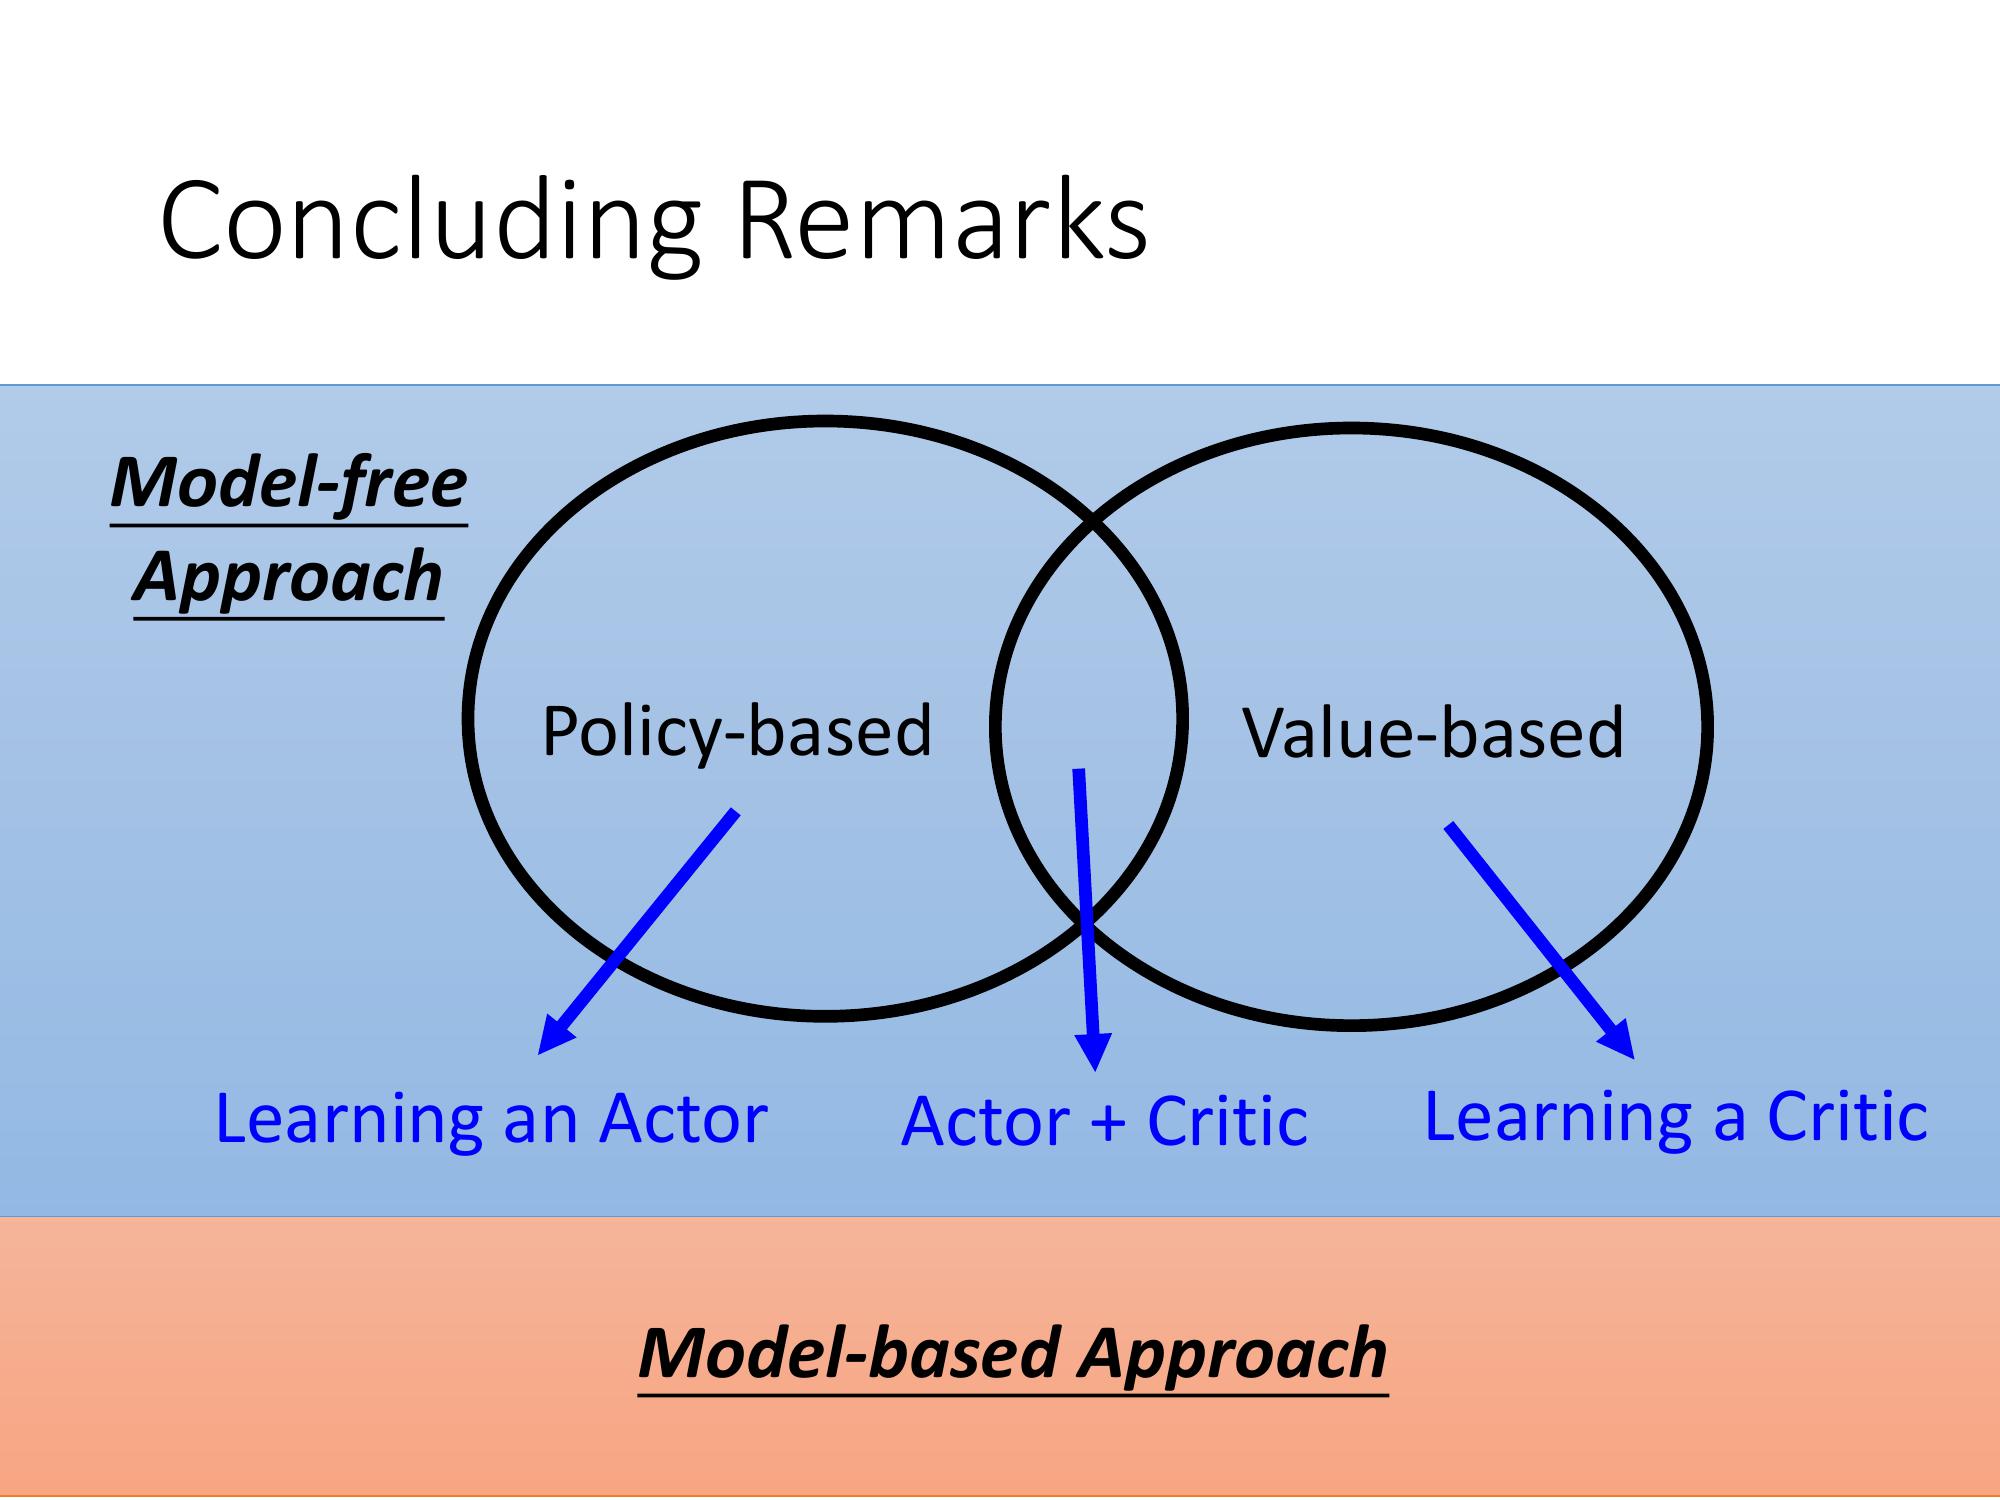 Concluding Remarks
Model-free
Approach
Policy-based
Value-based
Learning an Actor
Actor + Critic
Learning a Critic
Model-based Approach